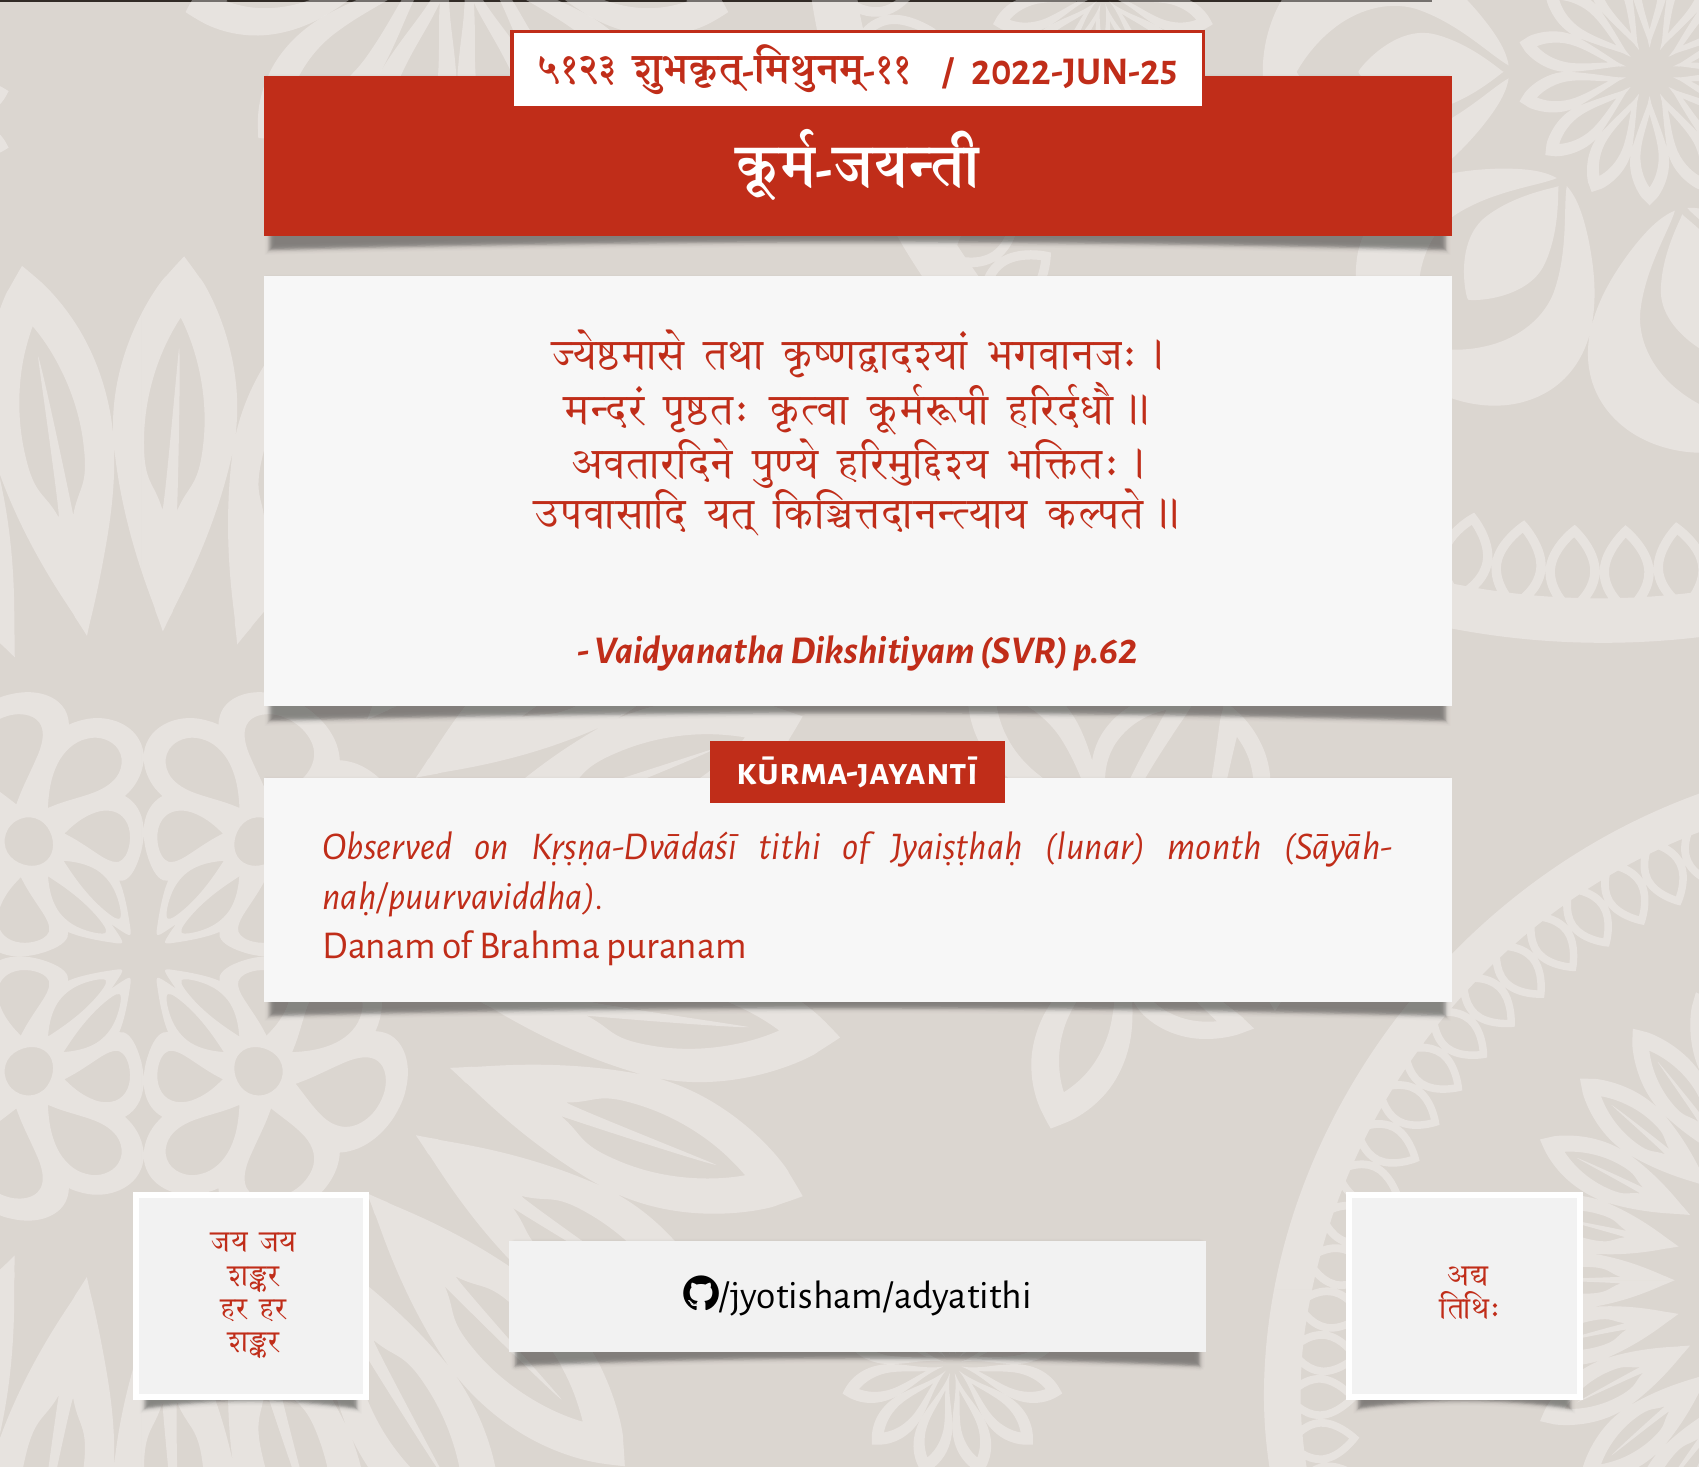 ५१२३ शुभकृत्-मिथुनम्-११ / 2022-JUN-25
कूर्म-जयन्ती
ज्येष्ठमासे तथा कृष्णद्वादश्यां भगवानजः ।
मन्दरं पृष्ठतः कृत्वा कूर्मरूपी हरिर्दधौ ॥
अवतारदिने पुण्ये हरिमुद्दिश्य भक्तितः ।
उपवासादि यत् किञ्चित्तदानन्त्याय कल्पते ॥
- Vaidyanatha Dikshitiyam (SVR) p.62
KŪRMA-JAYANTĪ
Observed on Kṛṣṇa-Dvādaśī tithi of Jyaiṣṭhaḥ (lunar) month (Sāyāh-
naḥ/puurvaviddha).
Danam of Brahma puranam
जय जय
शङ्कर
हर हर
शङ्कर
/jyotisham/adyatithi
अद्य
तिथिः